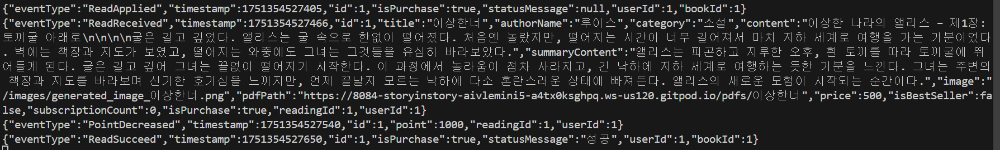 {"eventType":"ReadApplied","timestamp":1751354527405,"id":1,"isPurchase":true,"statusMessage":null,"userId":1,"bookId":1}
{"eventType":"ReadReceived","timestamp":1751354527466,"id":1,"title":"이상한너","authorName":"루이스","category":"소설","content":"이상한 나라의 앨리스 – 제1장:
토끼굴 아래로\n\n\n\n굴은 길고 깊었다. 앨리스는 굴 속으로 한없이 떨어졌다. 처음엔 놀랐지만, 떨어지는 시간이 너무 길어져서 마치 지하 세계로 여행을 가는 기분이었다
. 벽에는 책장과 지도가 보였고, 떨어지는 와중에도 그녀는 그것들을 유심히 바라보았다.","summaryContent":"앨리스는 피곤하고 지루한 오후, 흰 토끼를 따라 토끼굴에 뛰
어들게 된다. 굴은 길고 깊어 그녀는 끝없이 떨어지기 시작한다. 이 과정에서 놀라움이 점차 사라지고, 긴 낙하에 지하 세계로 여행하는 듯한 기분을 느낀다. 그녀는 주변의
책장과 지도를 바라보며 신기한 호기심을 느끼지만, 언제 끝날지 모르는 낙하에 다소 혼란스러운 상태에 빠져든다. 앨리스의 새로운 모험이 시작되는 순간이다.","image":"
/images/generated_image_이상한너.png","pdfPath":"https://8084-storyinstory-aivlemini5-a4tx0ksghpq.ws-us120.gitpod.io/pdfs/이상한너","price":500,"isBestSeller":fa
lse,"subscriptionCount":0,"isPurchase":true,"readingId":1,"userId":1}
{"eventType":"PointDecreased","timestamp":1751354527540,"id":1,"point":1000,"readingId":1,"userId":1}
{"eventType":"ReadSucceed","timestamp":1751354527650,"id":1,"isPurchase":true,"statusMessage":"성공","userId":1,"bookId":1}